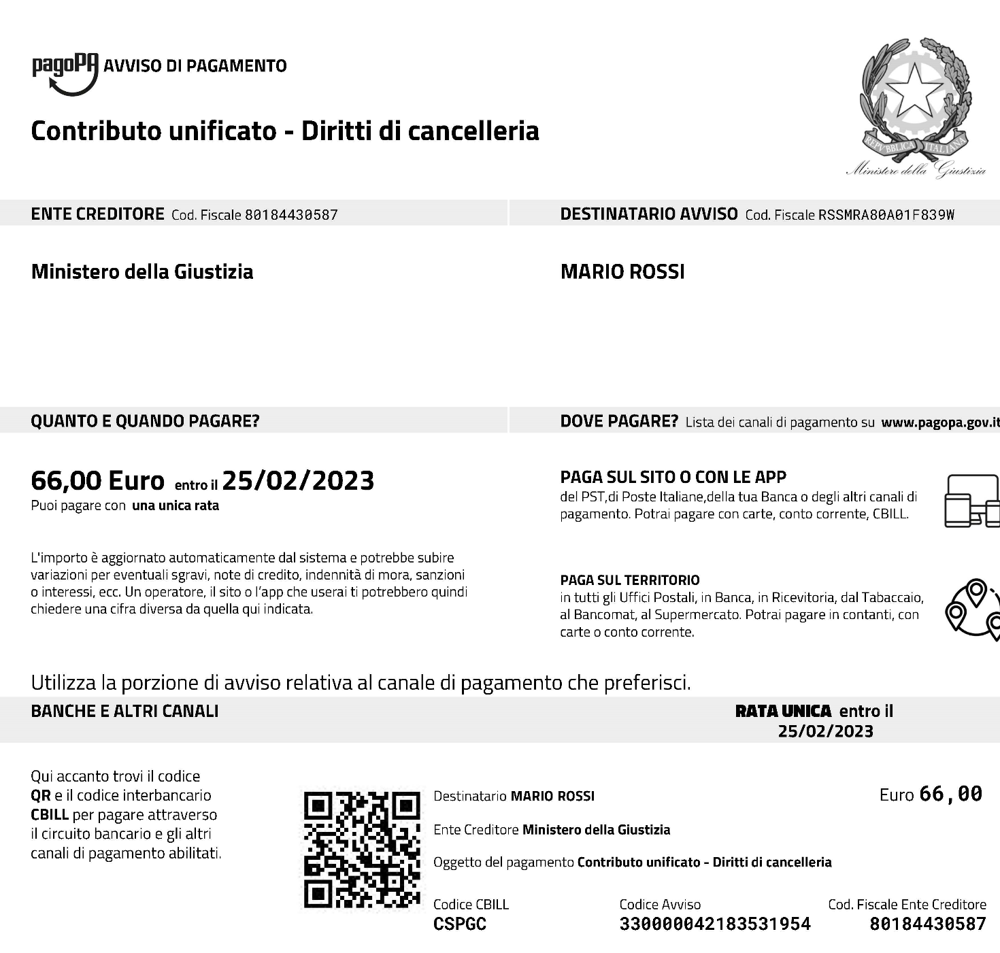 pagoPA AVVISO DI PAGAMENTO
Contributo unificato - Diritti di cancelleria
REPVBBLICA ITALIANA
Ministero della Giustizia
ENTE CREDITORE Cod. Fiscale 80184430587
DESTINATARIO AVVISO Cod. Fiscale RSSMRA80A01F839W
Ministero della Giustizia
MARIO ROSSI
QUANTO E QUANDO PAGARE?
DOVE PAGARE? Lista dei canali di pagamento su www.pagopa.gov.it
66,00 Euro entro il 25/02/2023
Puoi pagare con una unica rata
L'importo è aggiornato automaticamente dal sistema e potrebbe subire
variazioni per eventuali sgravi, note di credito, indennità di mora, sanzioni
o interessi, ecc. Un operatore, il sito o l'app che userai ti potrebbero quindi
chiedere una cifra diversa da quella qui indicata.
PAGA SUL SITO O CON LE APP
del PST,di Poste Italiane,della tua Banca o degli altri canali di
pagamento. Potrai pagare con carte, conto corrente, CBILL.
PAGA SUL TERRITORIO
in tutti gli Uffici Postali, in Banca, in Ricevitoria, dal Tabaccaio,
al Bancomat, al Supermercato. Potrai pagare in contanti, con
carte o conto corrente.
Utilizza la porzione di avviso relativa al canale di pagamento che preferisci.
BANCHE E ALTRI CANALI
RATA UNICA entro il
25/02/2023
Qui accanto trovi il codice
QR e il codice interbancario
CBILL per pagare attraverso
il circuito bancario e gli altri
canali di pagamento abilitati.
Destinatario MARIO ROSSI
Euro 66,00
Ente Creditore Ministero della Giustizia
Oggetto del pagamento Contributo unificato - Diritti di cancelleria
Codice CBILL
CSPGC
Codice Avviso
330000042183531954
Cod. Fiscale Ente Creditore
80184430587